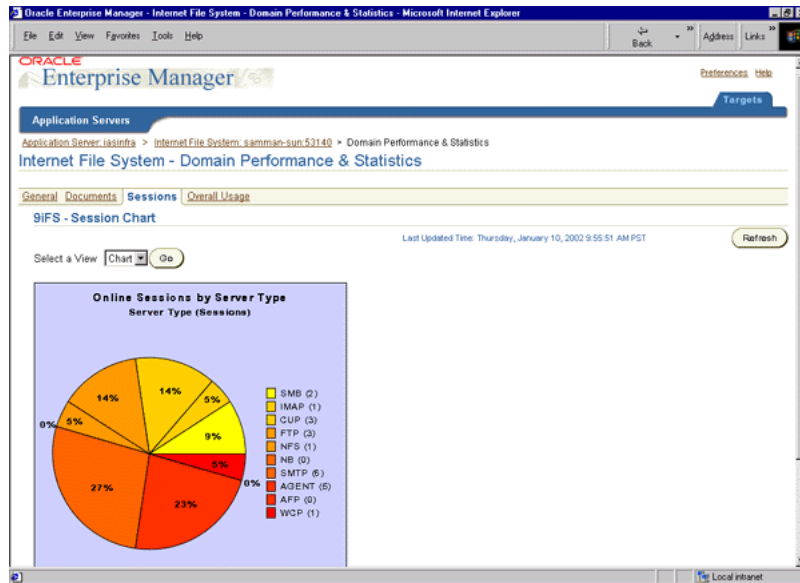 Oracle Enterprise Manager - Internet File System - Domain Performance & Statistics - Microsoft Internet Explorer
File Edit View Favorites Tools Help
Back
»
Address
Links
»
ORACLE
Enterprise Manager
Preferences Help
Targets
Application Servers
Application Server: iasinfra > Internet File System: samman-sun:53140 > Domain Performance & Statistics
Internet File System - Domain Performance & Statistics
General Documents Sessions Overall Usage
9iFS - Session Chart
Last Updated Time: Thursday, January 10, 2002 9:55:51 AM PST
Refresh
Select a View Chart Go
Online Sessions by Server Type
Server Type (Sessions)
14%
14%
5%
9%
5%
0%
23%
27%
0%
5%
SMB (2)
IMAP (1)
CUP (3)
FTP (3)
NFS (1)
NB (0)
SMTP (6)
AGENT (5)
AFP (0)
WCP (1)
Local intranet